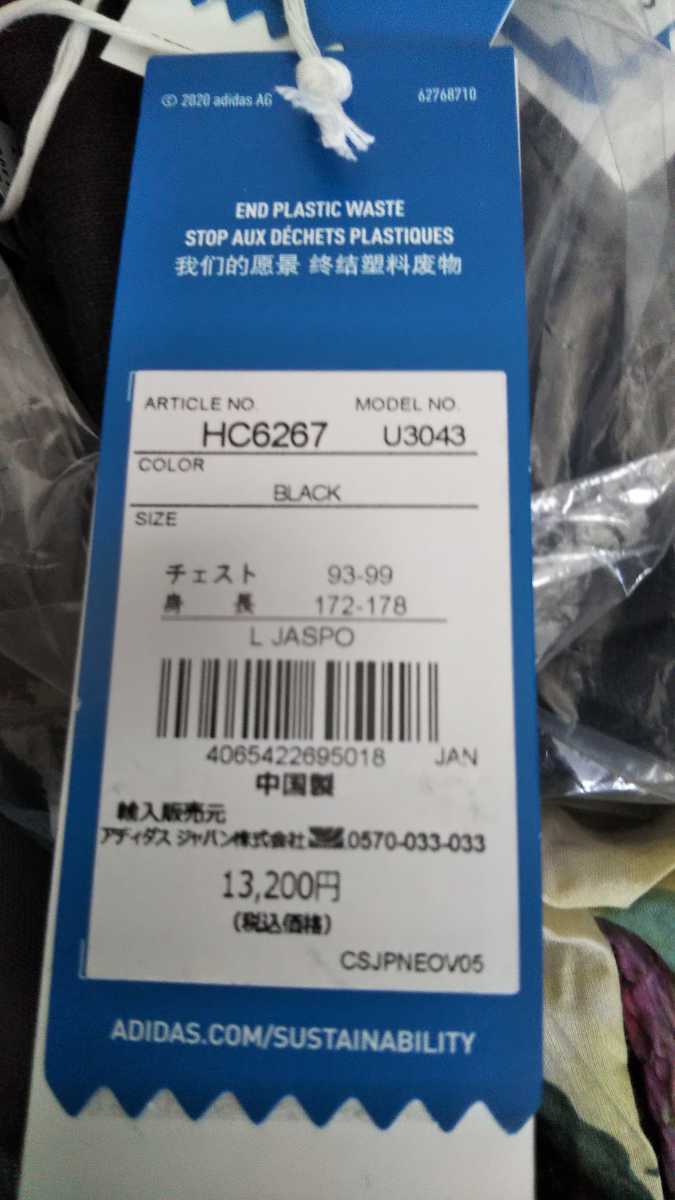 © 2020 adidas AG 62768710
END PLASTIC WASTE
STOP AUX DÉCHETS PLASTIQUES
我们的愿景 终结塑料废物
ARTICLE NO. MODEL NO.
HC6267 U3043
COLOR
BLACK
SIZE
チェスト 93-99
身 長 172-178
L JASPO
4065422695018 JAN
中国製
輸入販売元
アディダス ジャパン株式会社 0570-033-033
13,200円
(税込価格)
CSJPNEOV05
ADIDAS.COM/SUSTAINABILITY